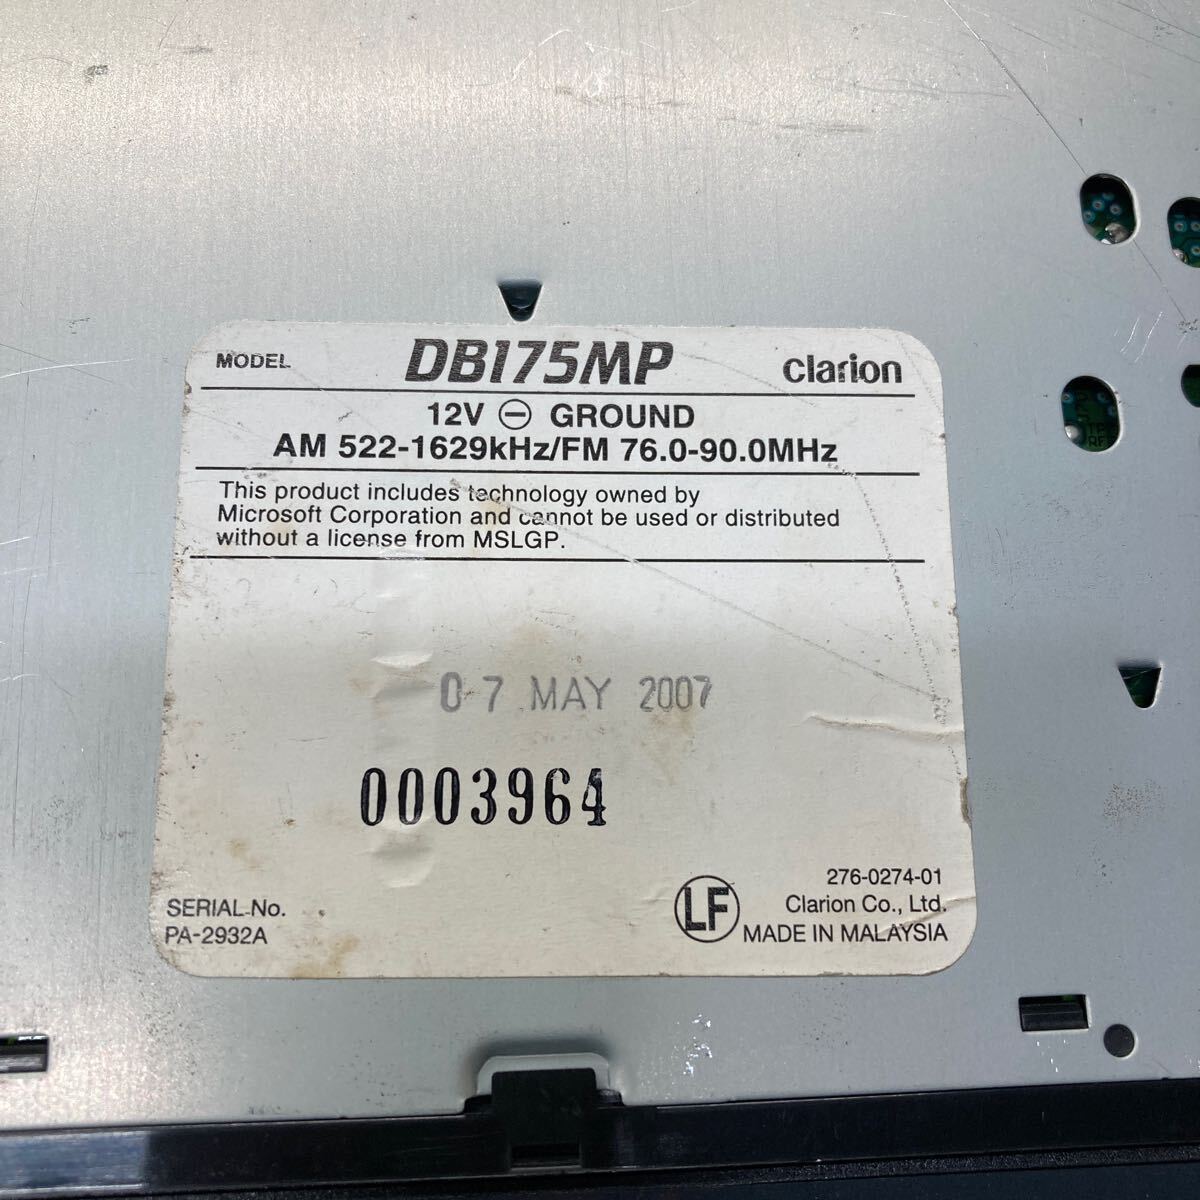 MODEL DB175MP clarion
12V ⊖ GROUND
AM 522-1629kHz/FM 76.0-90.0MHz
This product includes technology owned by
Microsoft Corporation and cannot be used or distributed
without a license from MSLGP.
07 MAY 2007
0003964
SERIAL No.
PA-2932A
LF
276-0274-01
Clarion Co., Ltd.
MADE IN MALAYSIA